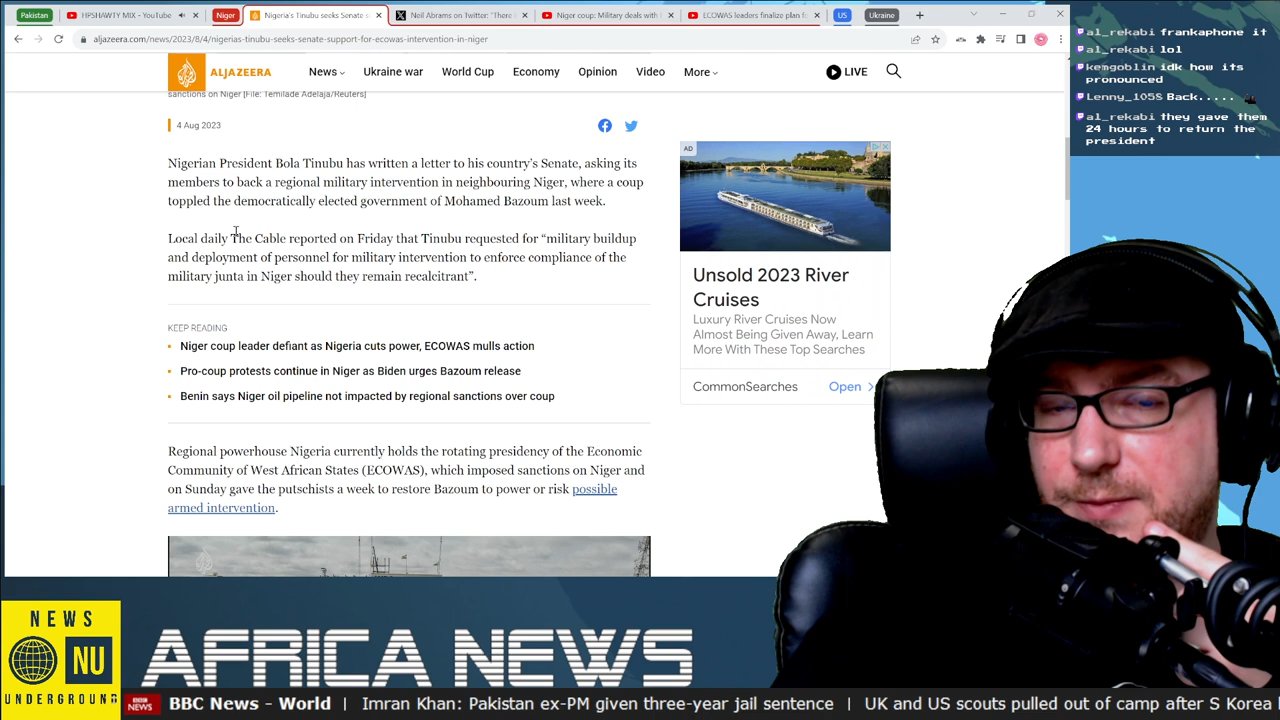 Pakistan
HPSHAWTY MIX - YouTube
Niger
Nigeria's Tinubu seeks Senate s
Neil Abrams on Twitter: "There i
Niger coup: Military deals with
ECOWAS leaders finalize plan fo
US
Ukraine
aljazeera.com/news/2023/8/4/nigerias-tinubu-seeks-senate-support-for-ecowas-intervention-in-niger
ALJAZEERA
News
Ukraine war
World Cup
Economy
Opinion
Video
More
LIVE
sanctions on Niger [File: Temilade Adelaja/Reuters]
4 Aug 2023
Nigerian President Bola Tinubu has written a letter to his country's Senate, asking its
members to back a regional military intervention in neighbouring Niger, where a coup
toppled the democratically elected government of Mohamed Bazoum last week.
Local daily The Cable reported on Friday that Tinubu requested for “military buildup
and deployment of personnel for military intervention to enforce compliance of the
military junta in Niger should they remain recalcitrant”.
KEEP READING
Niger coup leader defiant as Nigeria cuts power, ECOWAS mulls action
Pro-coup protests continue in Niger as Biden urges Bazoum release
Benin says Niger oil pipeline not impacted by regional sanctions over coup
Regional powerhouse Nigeria currently holds the rotating presidency of the Economic
Community of West African States (ECOWAS), which imposed sanctions on Niger and
on Sunday gave the putschists a week to restore Bazoum to power or risk possible
armed intervention.
AD
Unsold 2023 River
Cruises
Luxury River Cruises Now
Almost Being Given Away, Learn
More With These Top Searches
CommonSearches
Open
al_rekabi frankaphone it
al_rekabi lol
kemgoblin idk how its
pronounced
Lenny_1058 Back.....
al_rekabi they gave them
24 hours to return the
president
NEWS
NU
UNDERGROUND
AFRICA NEWS
BBC
NEWS
BBC News - World
Imran Khan: Pakistan ex-PM given three-year jail sentence
UK and US scouts pulled out of camp after S Korea